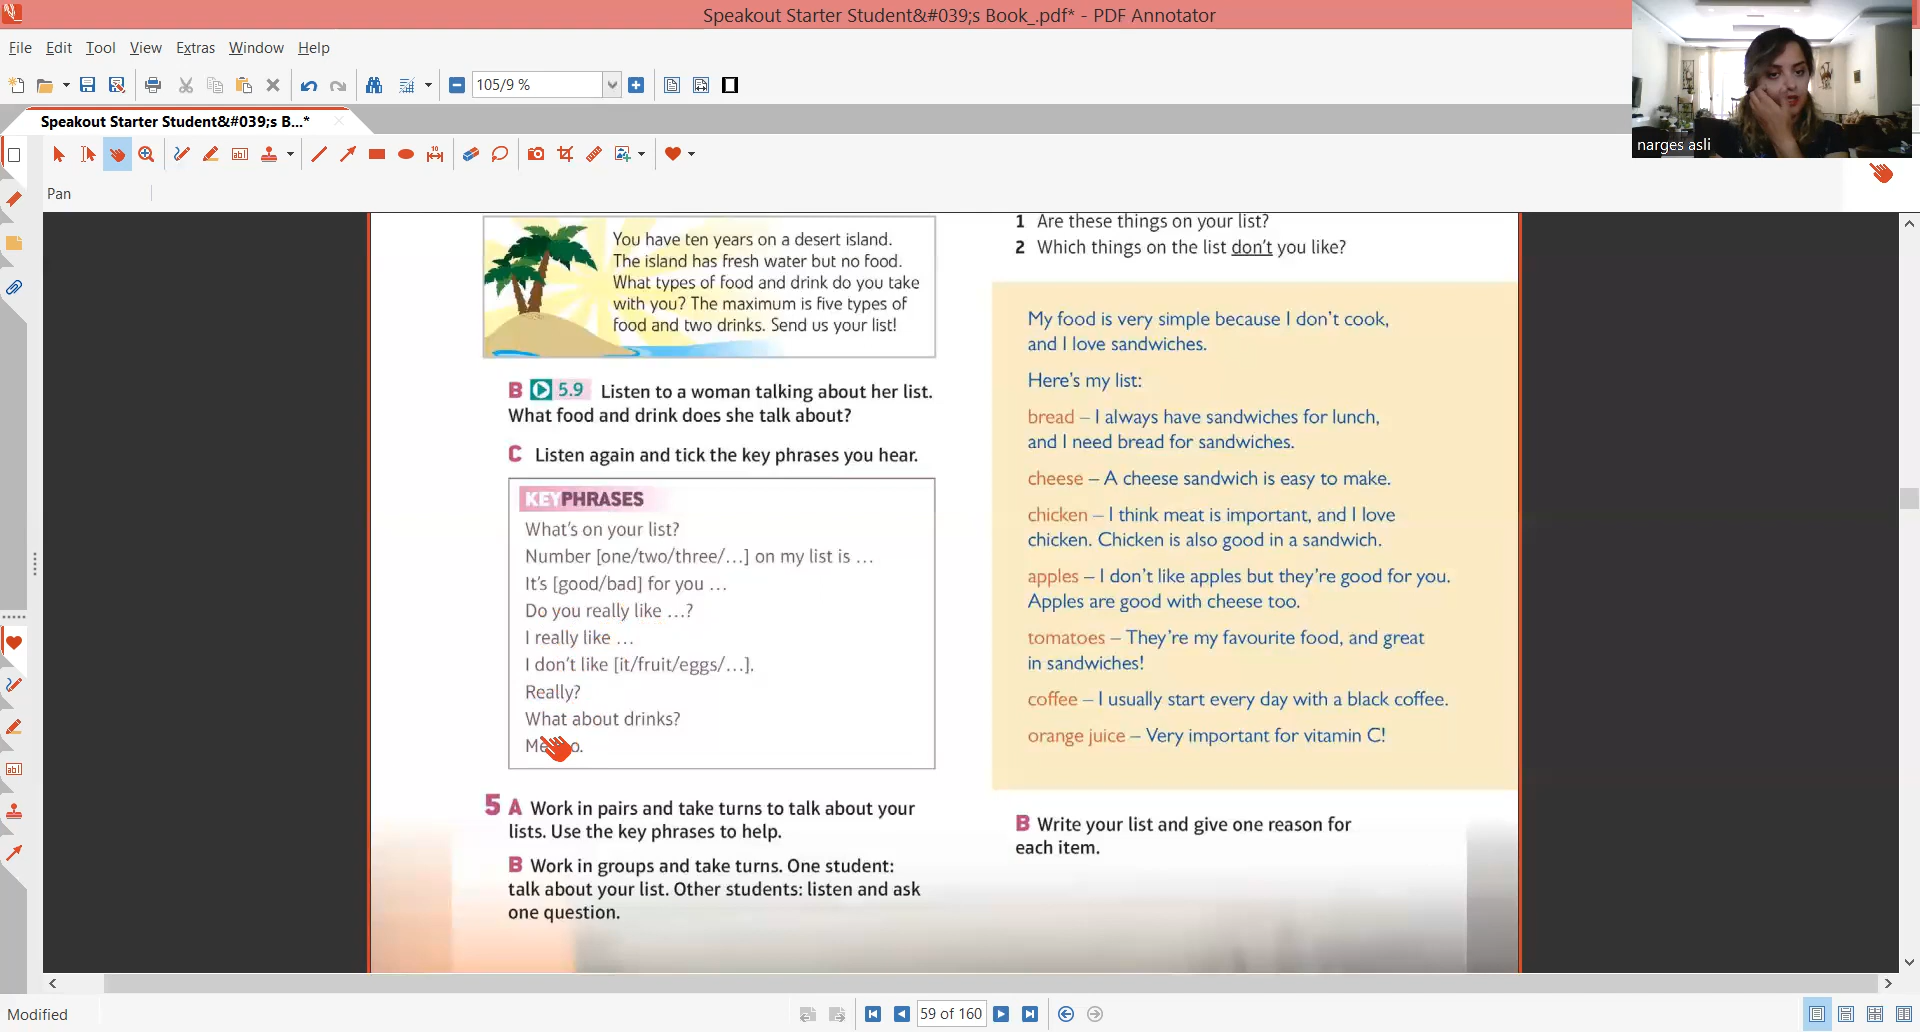 Speakout Starter Student&#039;s Book_.pdf* - PDF Annotator
File Edit Tool View Extras Window Help
105/9 %
Speakout Starter Student&#039;s B...*
narges asli
Pan
You have ten years on a desert island.
The island has fresh water but no food.
What types of food and drink do you take
with you? The maximum is five types of
food and two drinks. Send us your list!
B 5.9 Listen to a woman talking about her list.
What food and drink does she talk about?
C Listen again and tick the key phrases you hear.
KEYPHRASES
What's on your list?
Number [one/two/three/…] on my list is …
It's [good/bad] for you …
Do you really like …?
I really like …
I don't like [it/fruit/eggs/…].
Really?
What about drinks?
5 A Work in pairs and take turns to talk about your
lists. Use the key phrases to help.
B Work in groups and take turns. One student:
talk about your list. Other students: listen and ask
one question.
1 Are these things on your list?
2 Which things on the list don't you like?
My food is very simple because I don't cook,
and I love sandwiches.
Here's my list:
bread – I always have sandwiches for lunch,
and I need bread for sandwiches.
cheese – A cheese sandwich is easy to make.
chicken – I think meat is important, and I love
chicken. Chicken is also good in a sandwich.
apples – I don't like apples but they're good for you.
Apples are good with cheese too.
tomatoes – They're my favourite food, and great
in sandwiches!
coffee – I usually start every day with a black coffee.
orange juice – Very important for vitamin C!
B Write your list and give one reason for
each item.
Modified
59 of 160